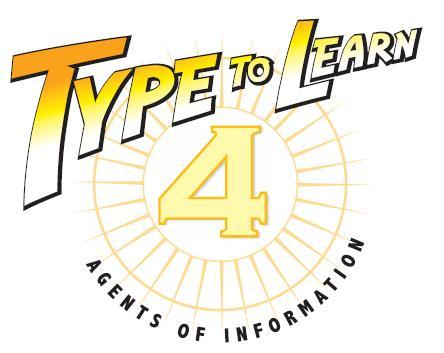 TYPE TO LEARN
4
AGENTS OF INFORMATION